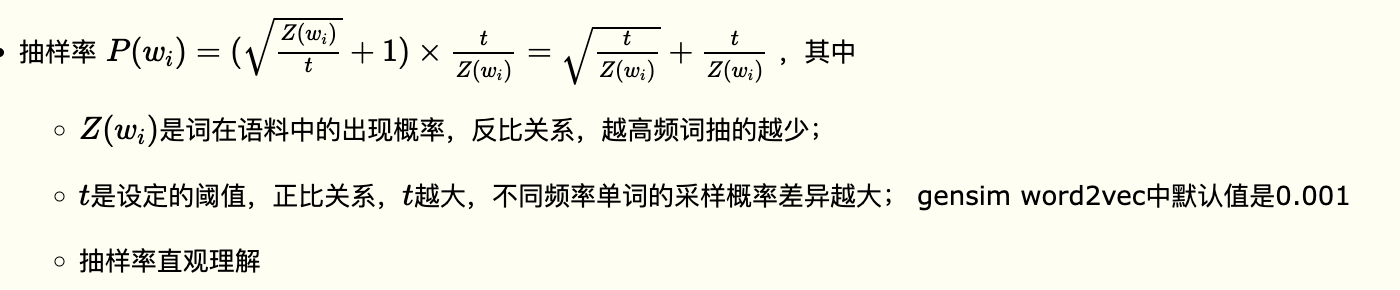 • 抽样率 $P(w_i) = (\sqrt{\frac{Z(w_i)}{t}} + 1) \times \frac{t}{Z(w_i)} = \sqrt{\frac{t}{Z(w_i)}} + \frac{t}{Z(w_i)}$ ，其中
○ $Z(w_i)$是词在语料中的出现概率，反比关系，越高频词抽的越少；
○ $t$是设定的阈值，正比关系，$t$越大，不同频率单词的采样概率差异越大； gensim word2vec中默认值是0.001
○ 抽样率直观理解